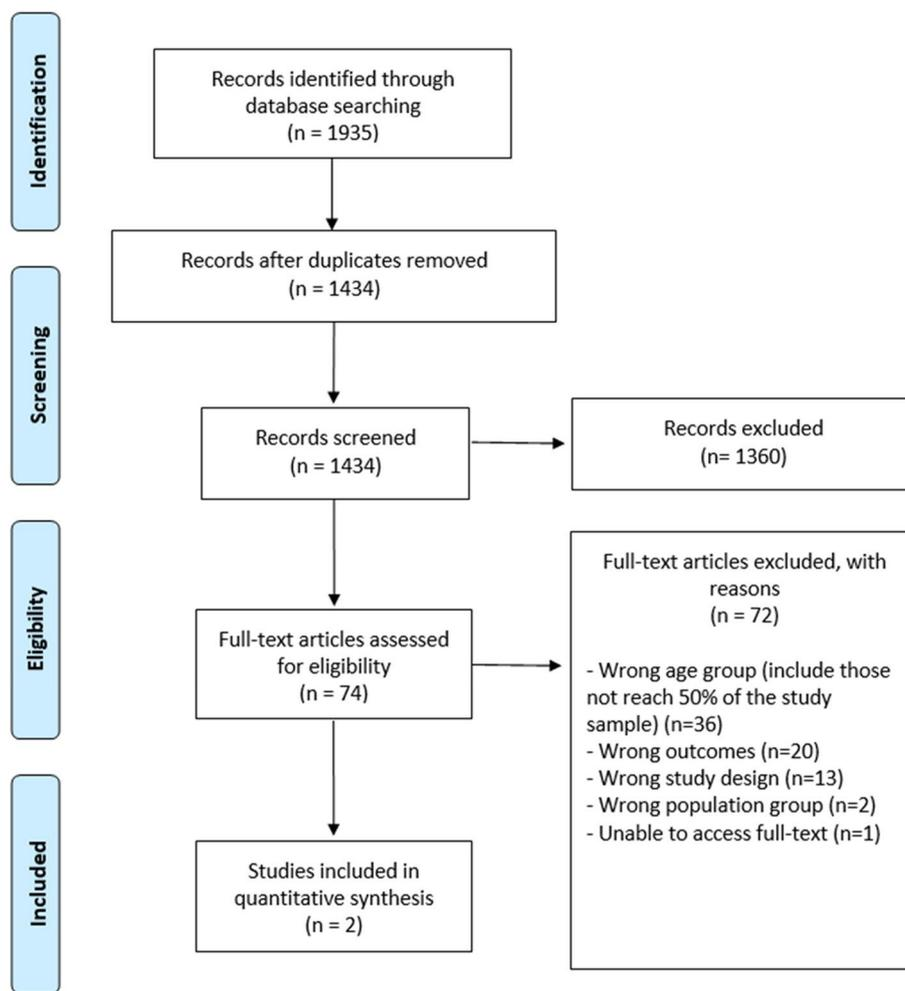 Identification
Records identified through
database searching
(n = 1935)
Records after duplicates removed
(n = 1434)
Screening
Records screened
(n = 1434)
Records excluded
(n= 1360)
Eligibility
Full-text articles assessed
for eligibility
(n = 74)
Full-text articles excluded, with
reasons
(n = 72)
- Wrong age group (include those
not reach 50% of the study
sample) (n=36)
- Wrong outcomes (n=20)
- Wrong study design (n=13)
- Wrong population group (n=2)
- Unable to access full-text (n=1)
Included
Studies included in
quantitative synthesis
(n = 2)